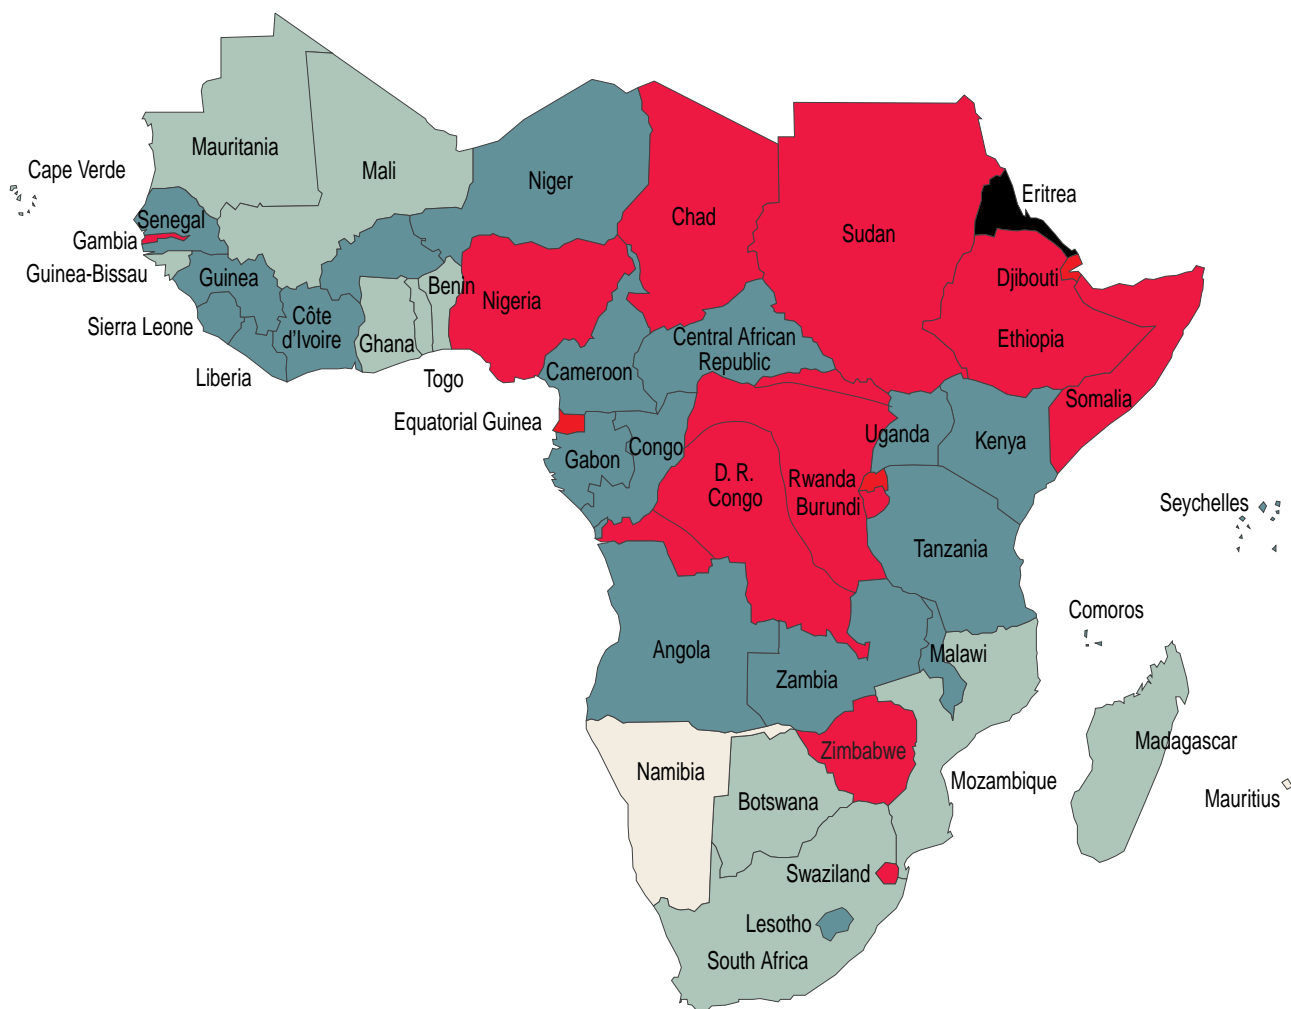 Mauritania
Mali
Cape Verde
Niger
Chad
Sudan
Eritrea
Senegal
Gambia
Guinea-Bissau
Guinea
Benin
Nigeria
Djibouti
Sierra Leone
Côte
d'Ivoire
Ghana
Central African
Republic
Ethiopia
Liberia
Togo
Cameroon
Somalia
Equatorial Guinea
Gabon
Congo
Uganda
Kenya
D. R.
Congo
Rwanda
Burundi
Seychelles
Tanzania
Comoros
Angola
Zambia
Malawi
Zimbabwe
Madagascar
Namibia
Botswana
Mozambique
Mauritius
Swaziland
Lesotho
South Africa